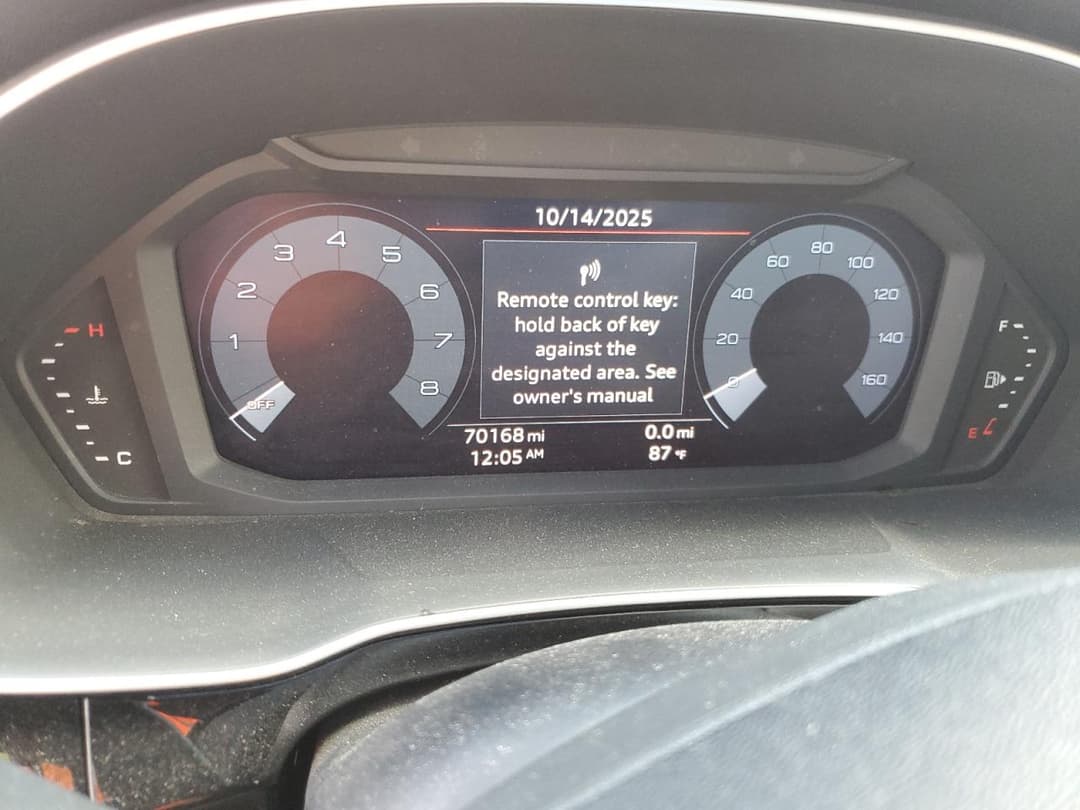 10/14/2025
Remote control key:
hold back of key
against the
designated area. See
owner's manual
70168 mi
0.0 mi
12:05 AM
87 °F
OFF
1
2
3
4
5
6
7
8
0
20
40
60
80
100
120
140
160
H
C
F
E